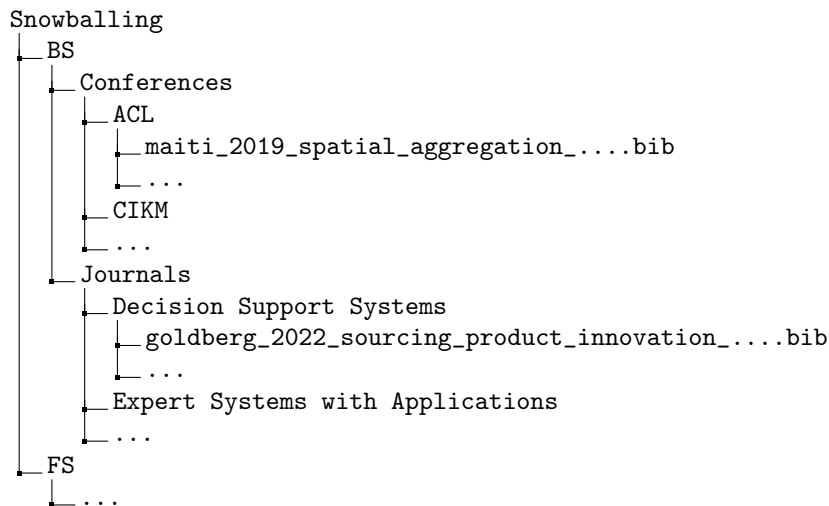 Snowballing
BS
Conferences
ACL
maiti_2019_spatial_aggregation_....bib
...
CIKM
...
Journals
Decision Support Systems
goldberg_2022_sourcing_product_innovation_....bib
...
Expert Systems with Applications
...
FS
...